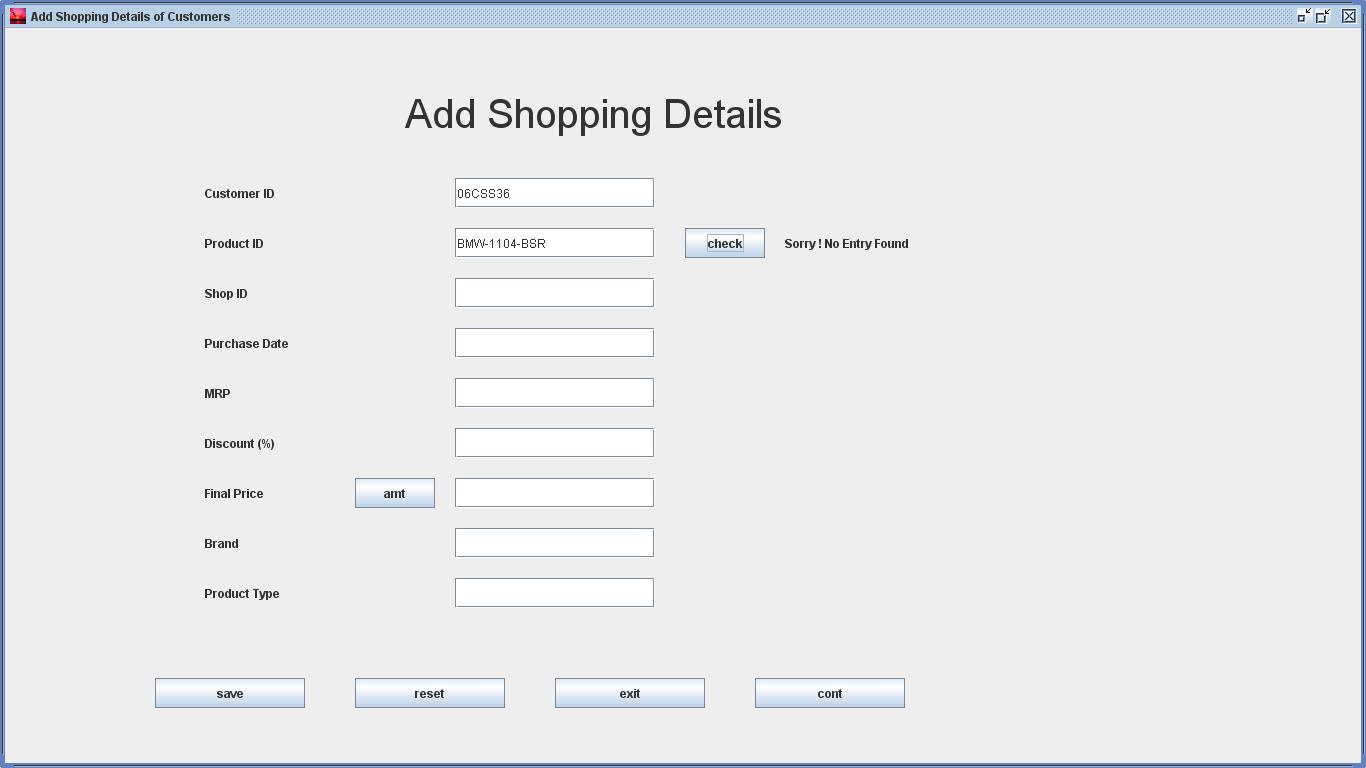 Add Shopping Details of Customers
Add Shopping Details
Customer ID 06CSS36
Product ID BMW-1104-BSR check Sorry ! No Entry Found
Shop ID
Purchase Date
MRP
Discount (%)
Final Price amt
Brand
Product Type
save reset exit cont